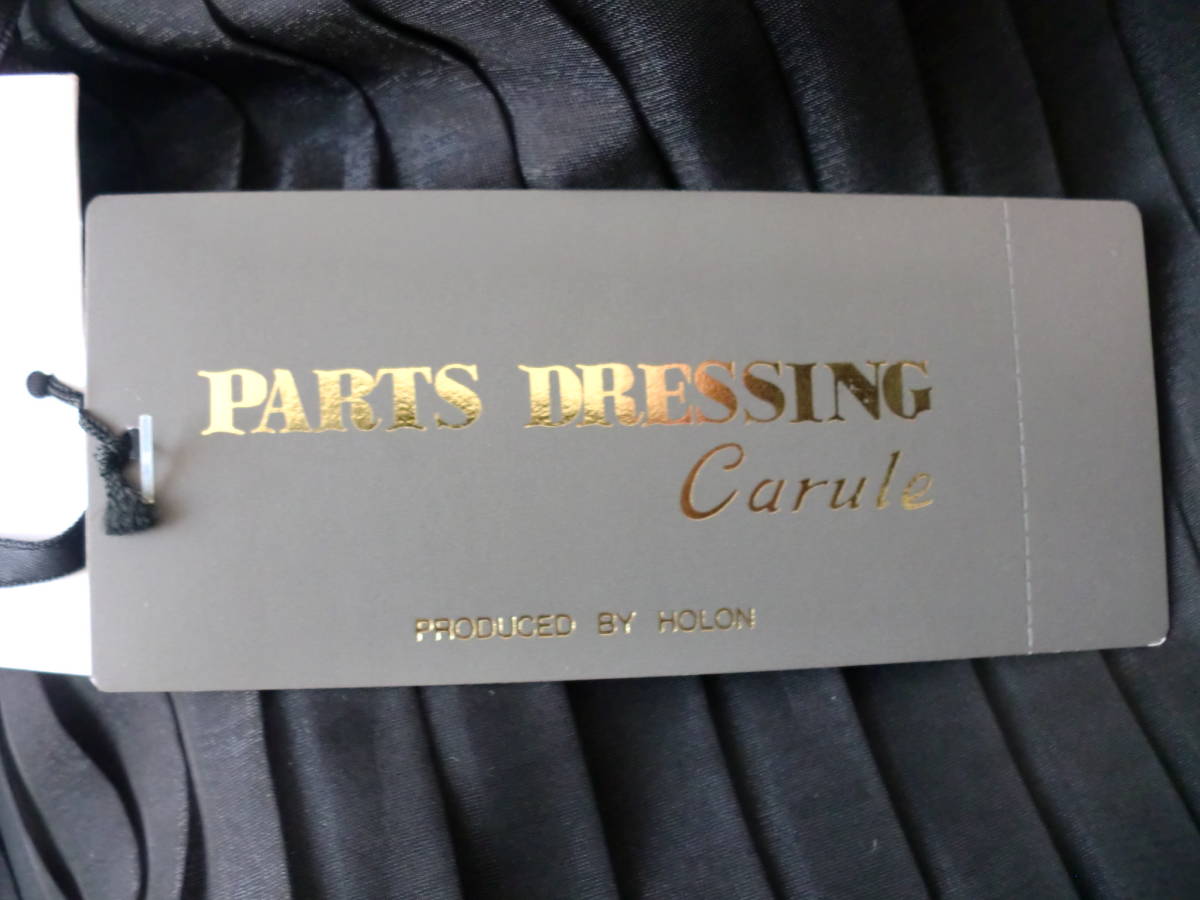 PARTS DRESSING
Carule
PRODUCED BY HOLON